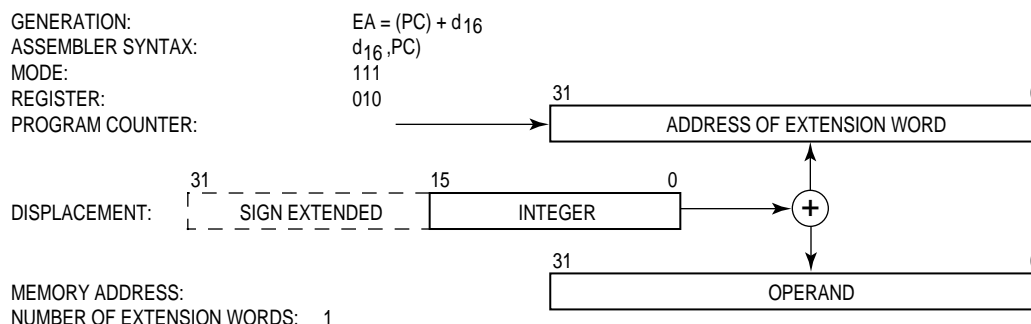 GENERATION: EA = (PC) + d16
ASSEMBLER SYNTAX: d16 ,PC)
MODE: 111
REGISTER: 010
31
PROGRAM COUNTER: ADDRESS OF EXTENSION WORD
31 15 0
DISPLACEMENT: SIGN EXTENDED INTEGER +
31
MEMORY ADDRESS: OPERAND
NUMBER OF EXTENSION WORDS: 1